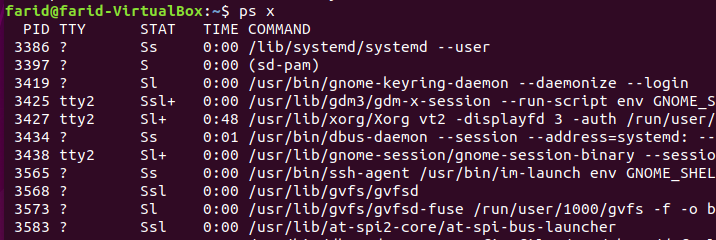 farid@farid-VirtualBox:~$ ps x
PID TTY STAT TIME COMMAND
3386 ? Ss 0:00 /lib/systemd/systemd --user
3397 ? S 0:00 (sd-pam)
3419 ? Sl 0:00 /usr/bin/gnome-keyring-daemon --daemonize --login
3425 tty2 Ssl+ 0:00 /usr/lib/gdm3/gdm-x-session --run-script env GNOME_S
3427 tty2 Sl+ 0:48 /usr/lib/xorg/Xorg vt2 -displayfd 3 -auth /run/user/
3434 ? Ss 0:01 /usr/bin/dbus-daemon --session --address=systemd: --
3438 tty2 Sl+ 0:00 /usr/lib/gnome-session/gnome-session-binary --sessio
3565 ? Ss 0:00 /usr/bin/ssh-agent /usr/bin/im-launch env GNOME_SHEL
3568 ? Ssl 0:00 /usr/lib/gvfs/gvfsd
3573 ? Sl 0:00 /usr/lib/gvfs/gvfsd-fuse /run/user/1000/gvfs -f -o b
3583 ? Ssl 0:00 /usr/lib/at-spi2-core/at-spi-bus-launcher